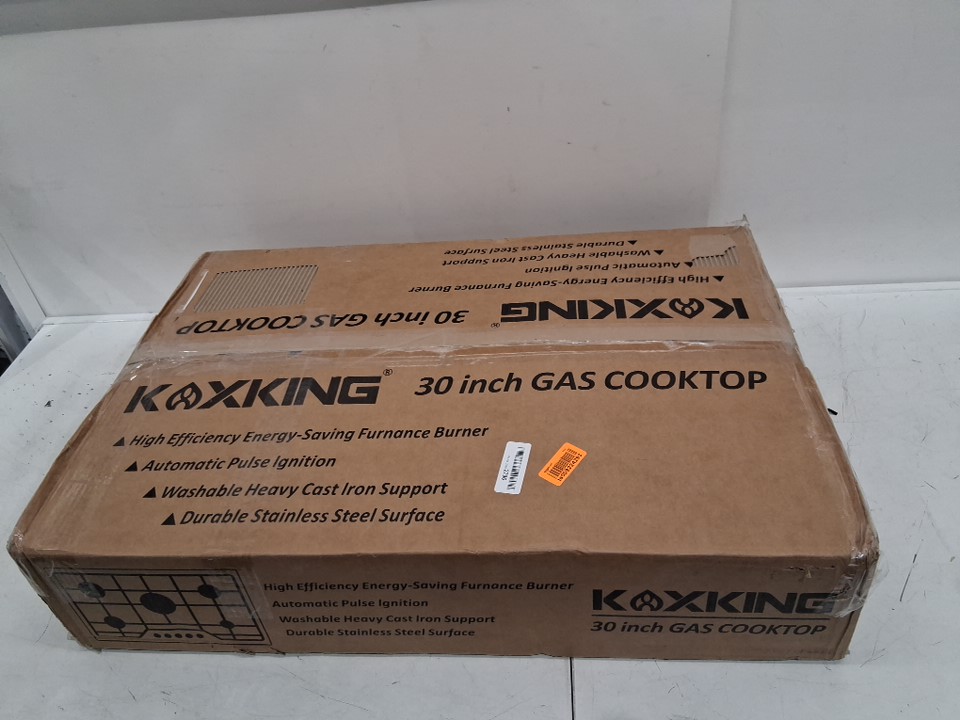 ▲ Durable Stainless Steel Surface
▲ Washable Heavy Cast Iron Support
▲ Automatic Pulse Ignition
▲ High Efficiency Energy-Saving Furnance Burner
KOXKING®
30 inch GAS COOKTOP
KOXKING® 30 inch GAS COOKTOP
▲ High Efficiency Energy-Saving Furnance Burner
▲ Automatic Pulse Ignition
▲ Washable Heavy Cast Iron Support
▲ Durable Stainless Steel Surface
High Efficiency Energy-Saving Furnance Burner
Automatic Pulse Ignition
Washable Heavy Cast Iron Support
Durable Stainless Steel Surface
KOXKING
30 inch GAS COOKTOP